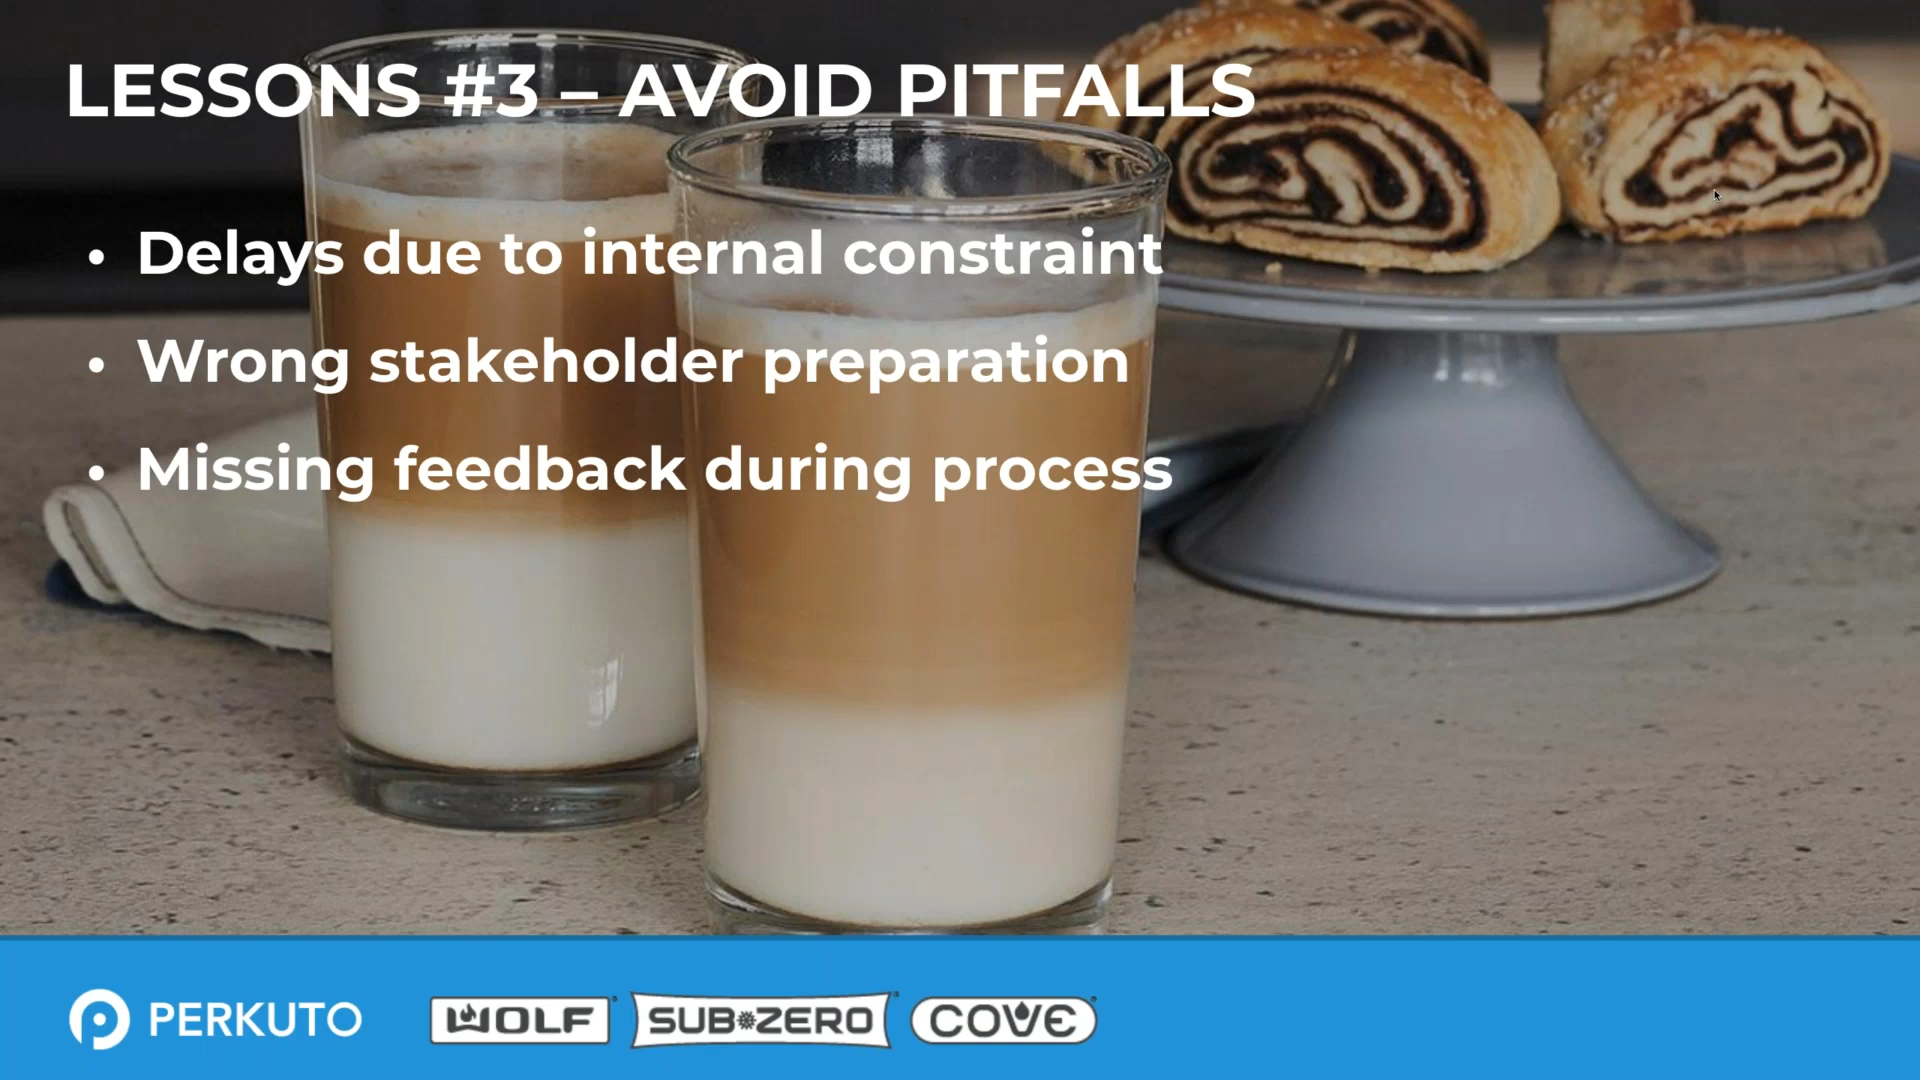 LESSONS #3 – AVOID PITFALLS
• Delays due to internal constraint
• Wrong stakeholder preparation
• Missing feedback during process
PERKUTO WOLF SUB ZERO COVE